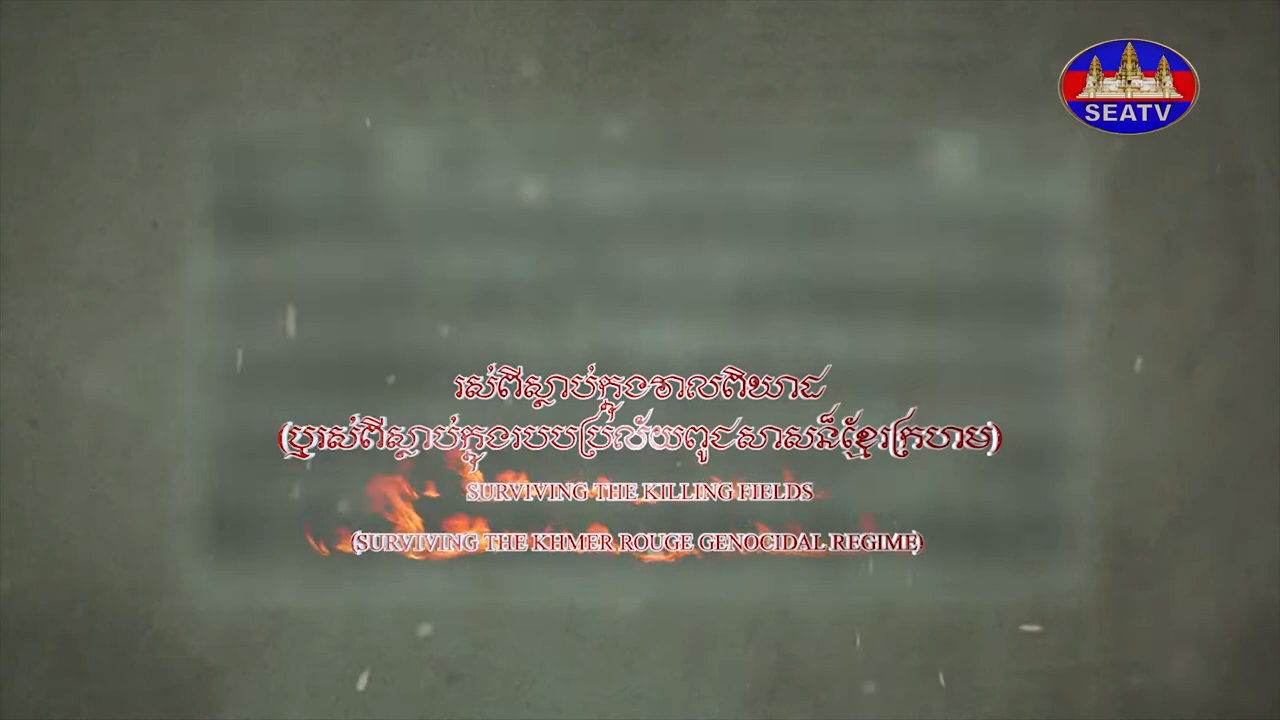 SEATV
រស់ពីស្លាប់ក្នុងវាលពិឃាដ
(ឬរស់ពីស្លាប់ក្នុងរបបប្រល័យពូជសាសន៍ខ្មែរក្រហម)
SURVIVING THE KILLING FIELDS
(SURVIVING THE KHMER ROUGE GENOCIDAL REGIME)